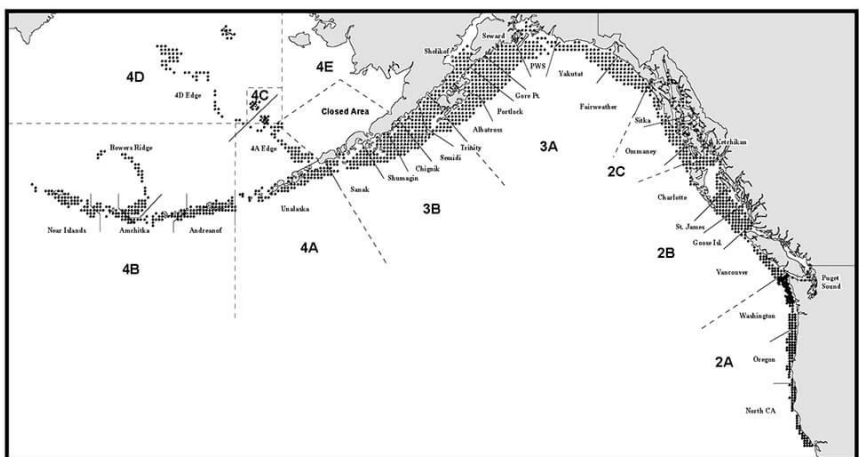 Seward
Shelikof
4E
PWS
Yakutat
4D
4D Edge
4C
Gore Pt.
Closed Area
Portlock
Fairweather
Albatross
Sitka
Bowers Ridge
4A Edge
Trinity
3A
Ketchikan
Semidi
Ommaney
Chignik
2C
Shumagin
Sanak
Charlotte
3B
Unalaska
St. James
Near Islands
Amchitka
Andreanof
Goose Isl.
2B
4A
4B
Vancouver
Puget
Sound
Washington
2A
Oregon
North CA